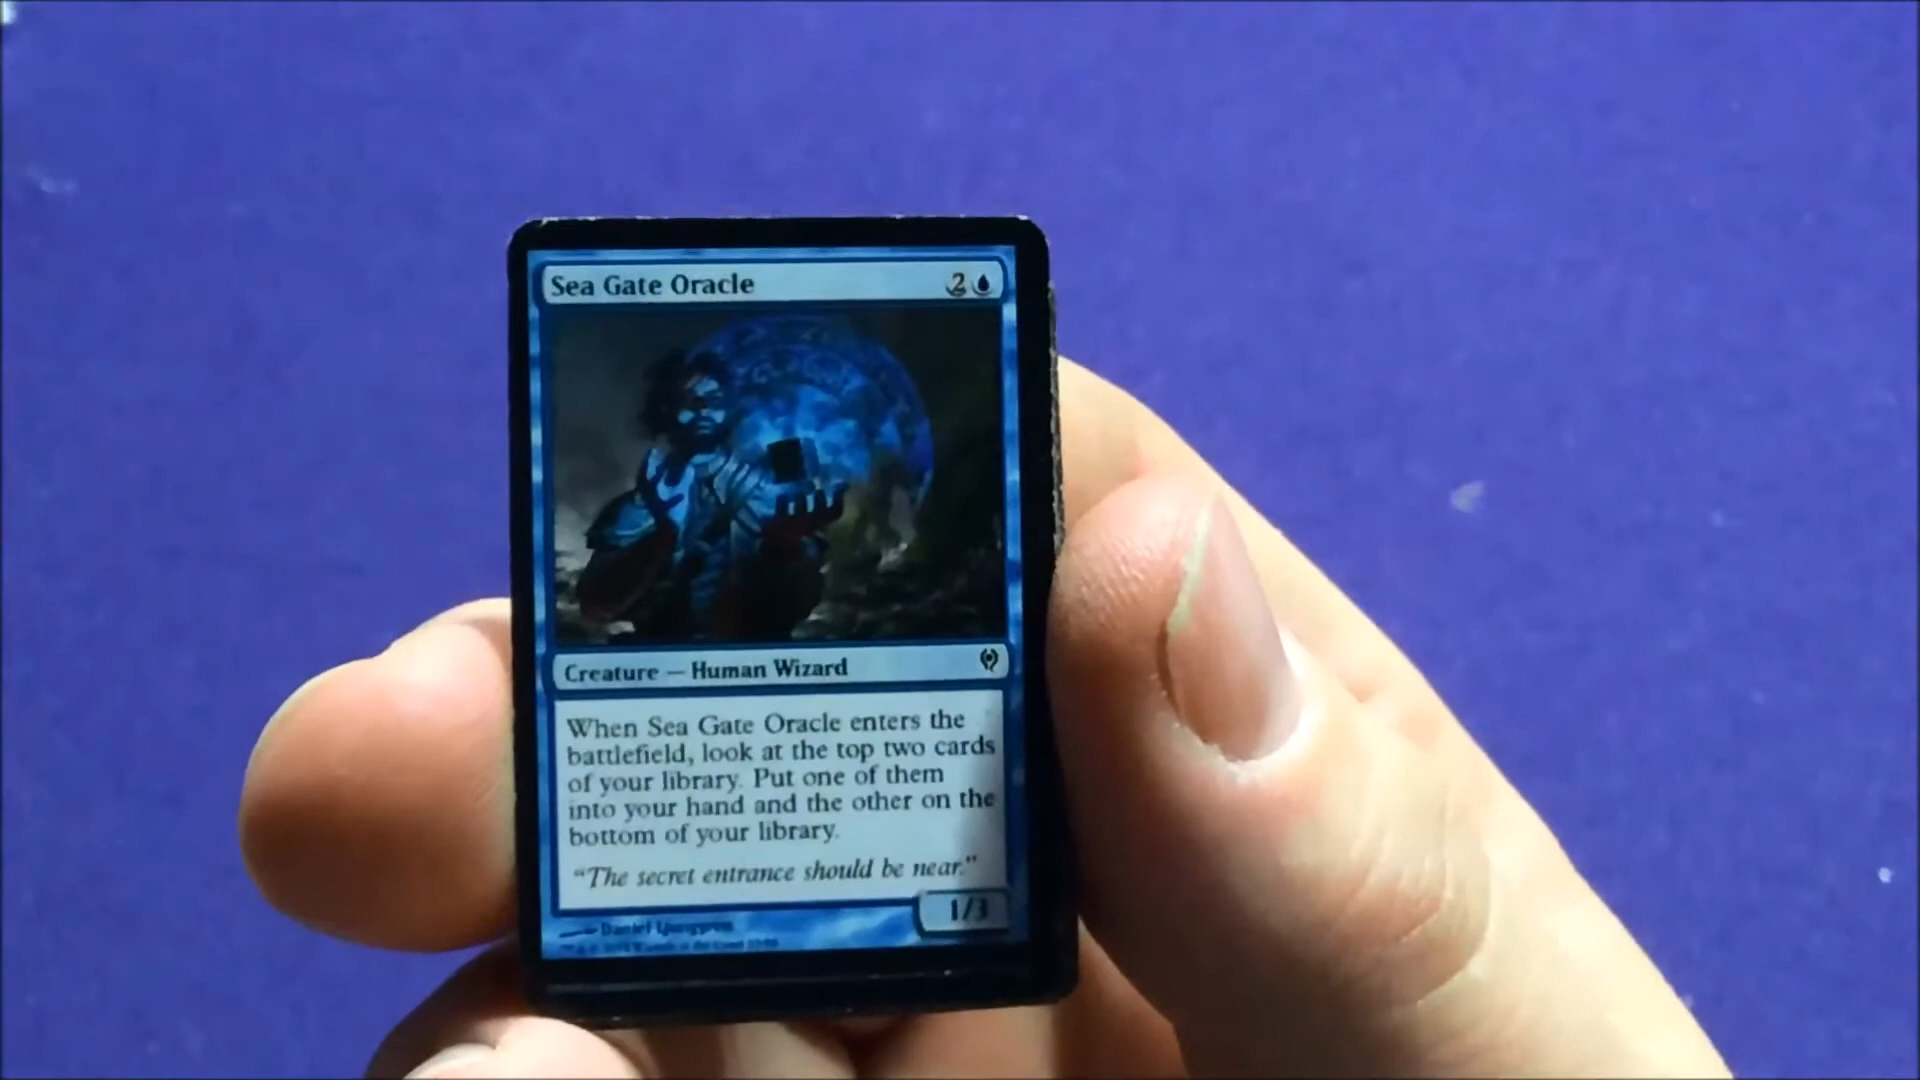 Sea Gate Oracle 2
Creature — Human Wizard
When Sea Gate Oracle enters the
battlefield, look at the top two cards
of your library. Put one of them
into your hand and the other on the
bottom of your library.
“The secret entrance should be near.”
1/3
Daniel Ljunggren